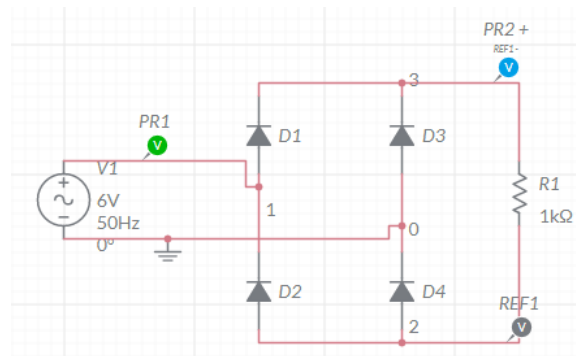 PR2 +
REF1-
V
3
PR1
V
D1
D3
V1
+
6V
50Hz
0°
1
R1
1kΩ
0
D2
D4
REF1
V
2